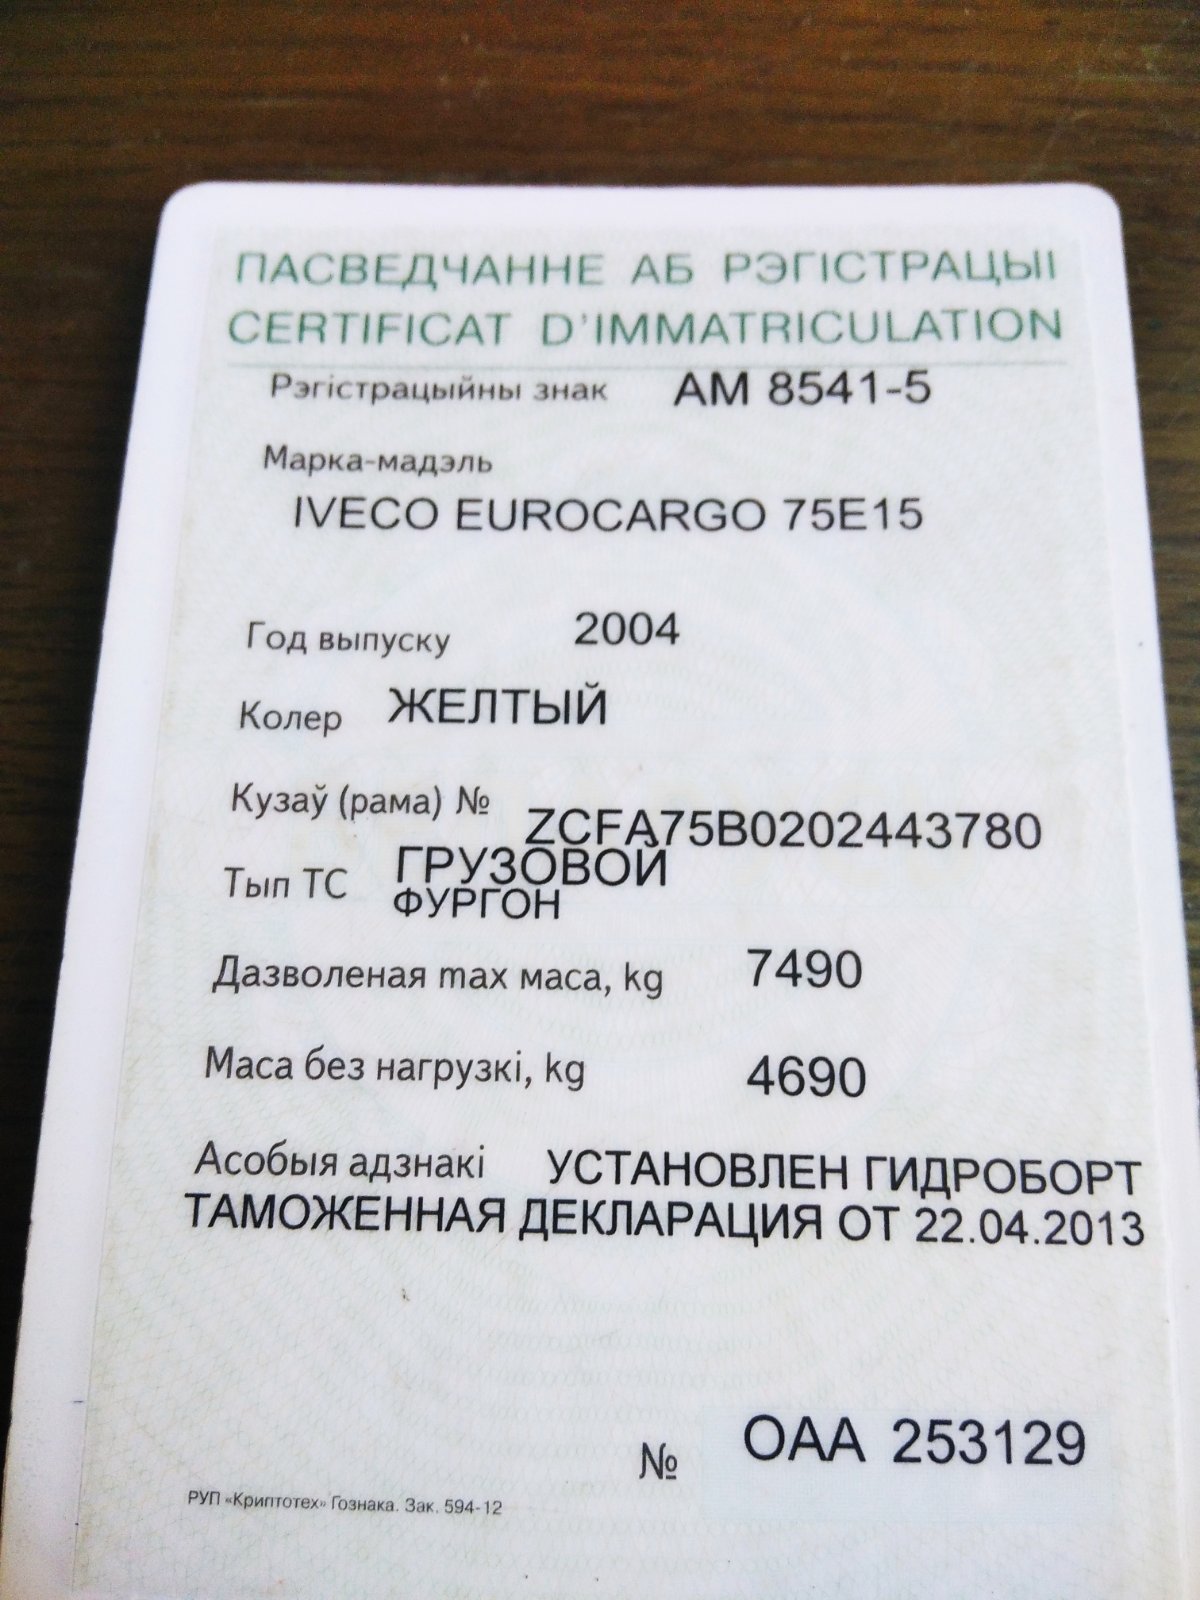 ПАСВЕДЧАННЕ АБ РЭГІСТРАЦЫІ
CERTIFICAT D'IMMATRICULATION
Рэгістрацыйны знак АМ 8541-5
Марка-мадэль
IVECO EUROCARGO 75E15
Год выпуску 2004
Колер ЖЕЛТЫЙ
Кузаў (рама) № ZCFA75B0202443780
Тып ТС ГРУЗОВОЙ
ФУРГОН
Дазволеная max маса, kg 7490
Маса без нагрузкі, kg 4690
Асобыя адзнакі УСТАНОВЛЕН ГИДРОБОРТ
ТАМОЖЕННАЯ ДЕКЛАРАЦИЯ ОТ 22.04.2013
№ ОАА 253129
РУП «Криптотех» Гознака. Зак. 594-12